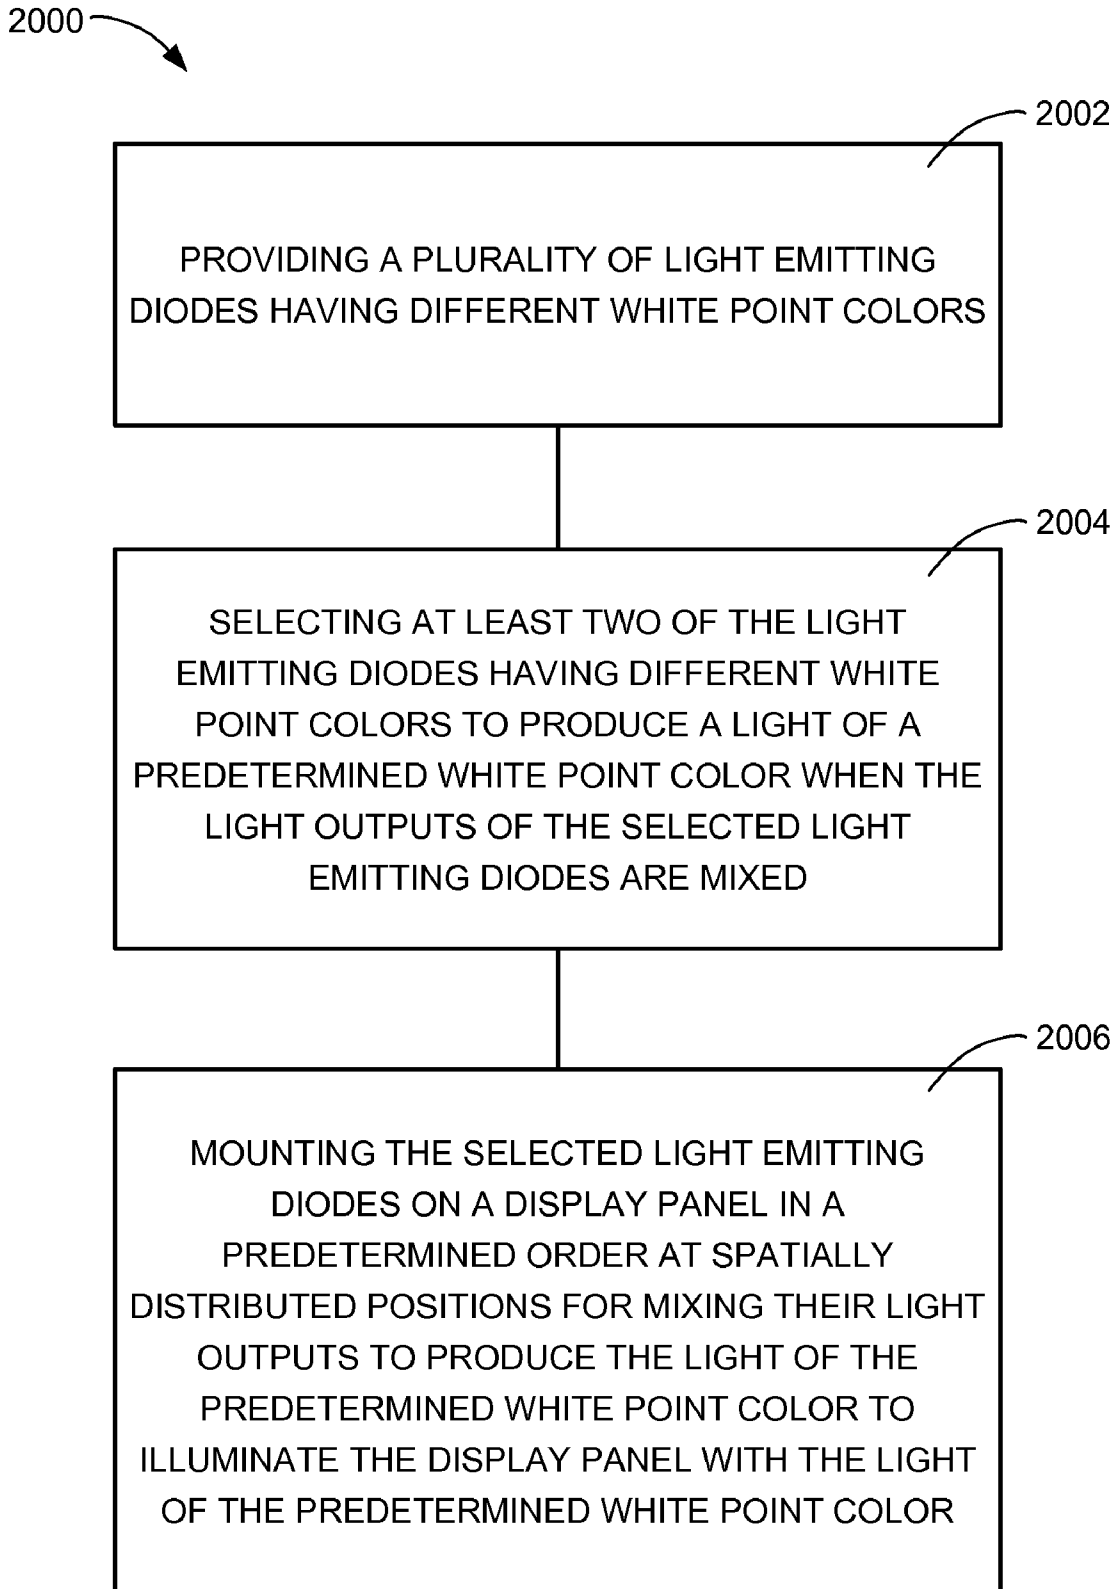 2000
2002
PROVIDING A PLURALITY OF LIGHT EMITTING
DIODES HAVING DIFFERENT WHITE POINT COLORS
2004
SELECTING AT LEAST TWO OF THE LIGHT
EMITTING DIODES HAVING DIFFERENT WHITE
POINT COLORS TO PRODUCE A LIGHT OF A
PREDETERMINED WHITE POINT COLOR WHEN THE
LIGHT OUTPUTS OF THE SELECTED LIGHT
EMITTING DIODES ARE MIXED
2006
MOUNTING THE SELECTED LIGHT EMITTING
DIODES ON A DISPLAY PANEL IN A
PREDETERMINED ORDER AT SPATIALLY
DISTRIBUTED POSITIONS FOR MIXING THEIR LIGHT
OUTPUTS TO PRODUCE THE LIGHT OF THE
PREDETERMINED WHITE POINT COLOR TO
ILLUMINATE THE DISPLAY PANEL WITH THE LIGHT
OF THE PREDETERMINED WHITE POINT COLOR